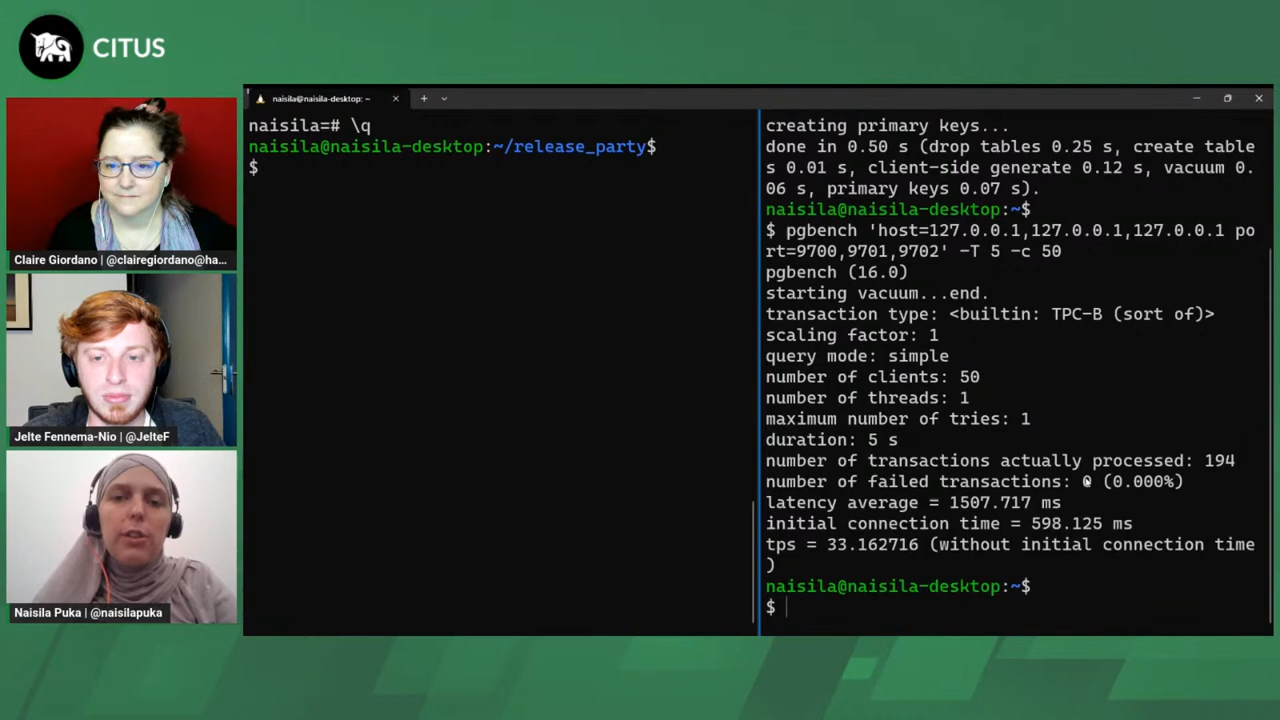 CITUS
Claire Giordano | @clairegiordano@ha...
Jelte Fennema-Nio | @JelteF
Naisila Puka | @naisilapuka
naisila@naisila-desktop: ~
naisila=# \q
naisila@naisila-desktop:~/release_party$
$
creating primary keys...
done in 0.50 s (drop tables 0.25 s, create table
s 0.01 s, client-side generate 0.12 s, vacuum 0.
06 s, primary keys 0.07 s).
naisila@naisila-desktop:~$
$ pgbench 'host=127.0.0.1,127.0.0.1,127.0.0.1 po
rt=9700,9701,9702' -T 5 -c 50
pgbench (16.0)
starting vacuum...end.
transaction type: <builtin: TPC-B (sort of)>
scaling factor: 1
query mode: simple
number of clients: 50
number of threads: 1
maximum number of tries: 1
duration: 5 s
number of transactions actually processed: 194
number of failed transactions: 0 (0.000%)
latency average = 1507.717 ms
initial connection time = 598.125 ms
tps = 33.162716 (without initial connection time
)
naisila@naisila-desktop:~$
$